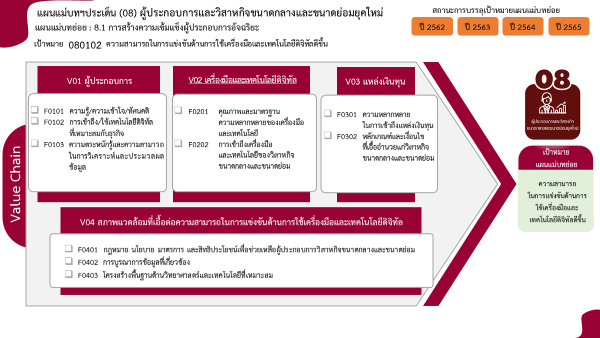 แผนแม่บทฯประเด็น (08) ผู้ประกอบการและวิสาหกิจขนาดกลางและขนาดย่อมยุคใหม่
แผนแม่บทย่อย : 8.1 การสร้างความเข้มแข็งผู้ประกอบการอัจฉริยะ
เป้าหมาย 080102 ความสามารถในการแข่งขันด้านการใช้เครื่องมือและเทคโนโลยีดิจิทัลดีขึ้น
สถานะการบรรลุเป้าหมายแผนแม่บทย่อย
ปี 2562 ปี 2563 ปี 2564 ปี 2565
Value Chain
V01 ผู้ประกอบการ
F0101 ความรู้/ความเข้าใจ/ทัศนคติ
F0102 การเข้าถึง/ใช้เทคโนโลยีดิจิทัล
ที่เหมาะสมกับธุรกิจ
F0103 ความตระหนักรู้และความสามารถ
ในการวิเคราะห์และประมวลผล
ข้อมูล
V02 เครื่องมือและเทคโนโลยีดิจิทัล
F0201 คุณภาพและมาตรฐาน
ความหลากหลายของเครื่องมือ
และเทคโนโลยี
F0202 การเข้าถึงเครื่องมือ
และเทคโนโลยีของวิสาหกิจ
ขนาดกลางและขนาดย่อม
V03 แหล่งเงินทุน
F0301 ความหลากหลาย
ในการเข้าถึงแหล่งเงินทุน
F0302 หลักเกณฑ์และเงื่อนไข
ที่เอื้ออำนวยแก่วิสาหกิจ
ขนาดกลางและขนาดย่อม
V04 สภาพแวดล้อมที่เอื้อต่อความสามารถในการแข่งขันด้านการใช้เครื่องมือและเทคโนโลยีดิจิทัล
F0401 กฎหมาย นโยบาย มาตรการ และสิทธิประโยชน์เพื่อช่วยเหลือผู้ประกอบการวิสาหกิจขนาดกลางและขนาดย่อม
F0402 การบูรณาการข้อมูลที่เกี่ยวข้อง
F0403 โครงสร้างพื้นฐานด้านวิทยาศาสตร์และเทคโนโลยีที่เหมาะสม
08
ผู้ประกอบการและวิสาหกิจ
ขนาดกลางและขนาดย่อมยุคใหม่
เป้าหมาย
แผนแม่บทย่อย
ความสามารถ
ในการแข่งขันด้านการ
ใช้เครื่องมือและ
เทคโนโลยีดิจิทัลดีขึ้น